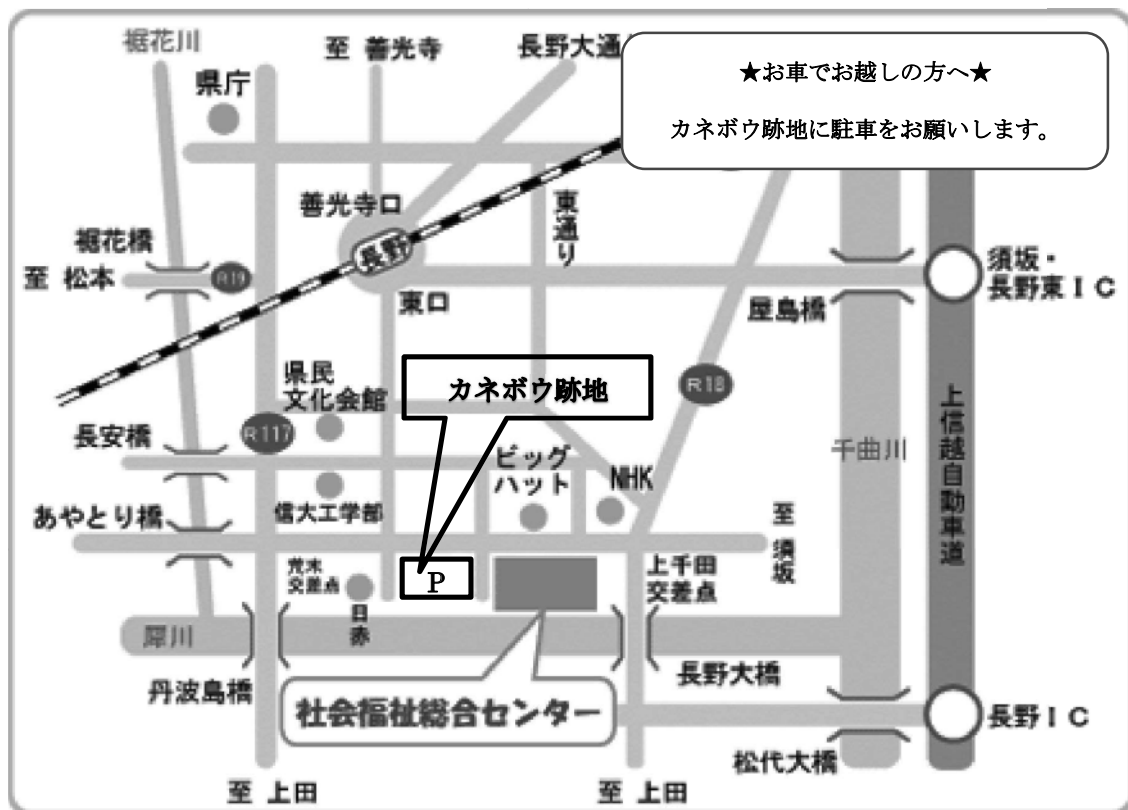 裾花川
至 善光寺
長野大通
★お車でお越しの方へ★
カネボウ跡地に駐車をお願いします。
県庁
善光寺口
東通り
裾花橋
至 松本
R19
長野
東口
屋島橋
須坂・
長野東IC
県民
文化会館
カネボウ跡地
R18
長安橋
R117
ビッグ
ハット
NHK
千曲川
上信越自動車道
あやとり橋
信大工学部
至 須坂
荒木
交差点
日赤
P
上千田
交差点
犀川
丹波島橋
長野大橋
社会福祉総合センター
長野IC
松代大橋
至 上田
至 上田